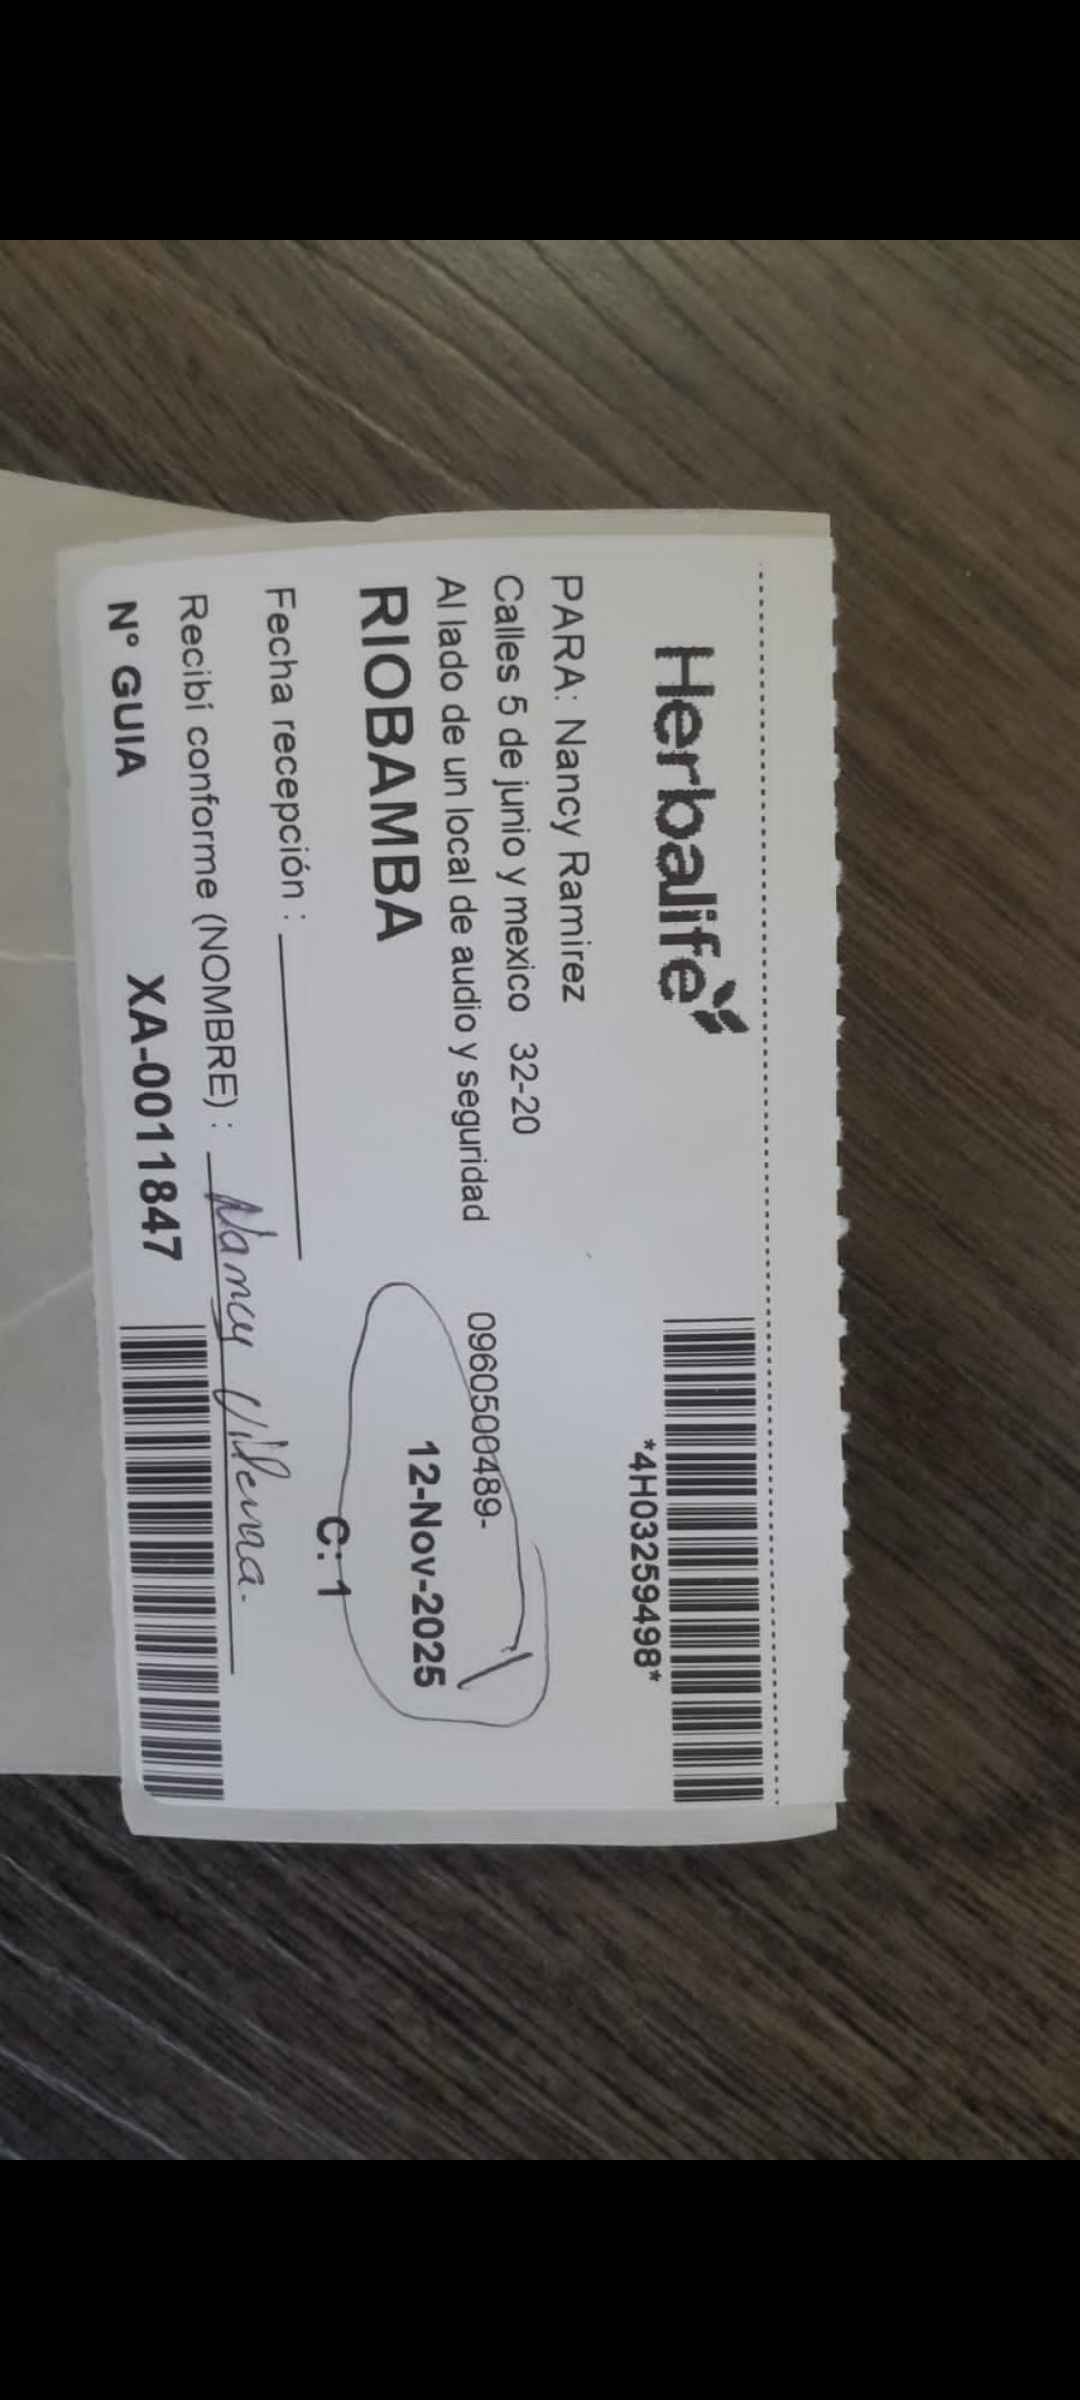 Herbalife
*4H03259498*
PARA: Nancy Ramirez
Calles 5 de junio y mexico 32-20
Al lado de un local de audio y seguridad
0960500489-
RIOBAMBA
12-Nov-2025
C: 1
Fecha recepción :
Recibí conforme (NOMBRE) : Nancy
N° GUIA XA-0011847